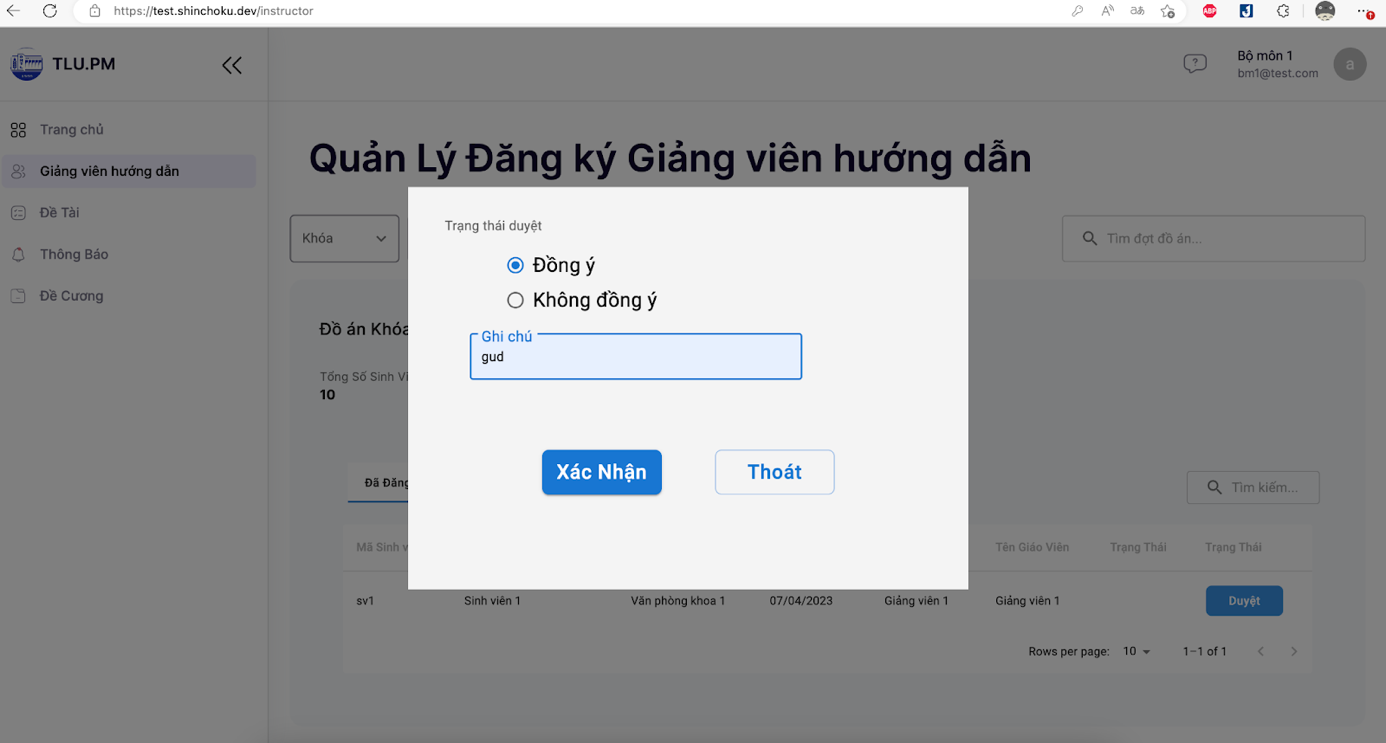 https://test.shinchoku.dev/instructor
ABP
TLU.PM
Bộ môn 1
bm1@test.com
a
Trang chủ
Giảng viên hướng dẫn
Đề Tài
Thông Báo
Đề Cương
Quản Lý Đăng ký Giảng viên hướng dẫn
Khóa
Tìm đợt đồ án...
Trạng thái duyệt
Đồng ý
Không đồng ý
Ghi chú
gud
Xác Nhận
Thoát
Đồ án Khóa
Tổng Số Sinh Vi
10
Đã Đăng
Tìm kiếm...
Mã Sinh v
Tên Giáo Viên
Trạng Thái
Trạng Thái
sv1
Sinh viên 1
Văn phòng khoa 1
07/04/2023
Giảng viên 1
Giảng viên 1
Duyệt
Rows per page: 10
1–1 of 1